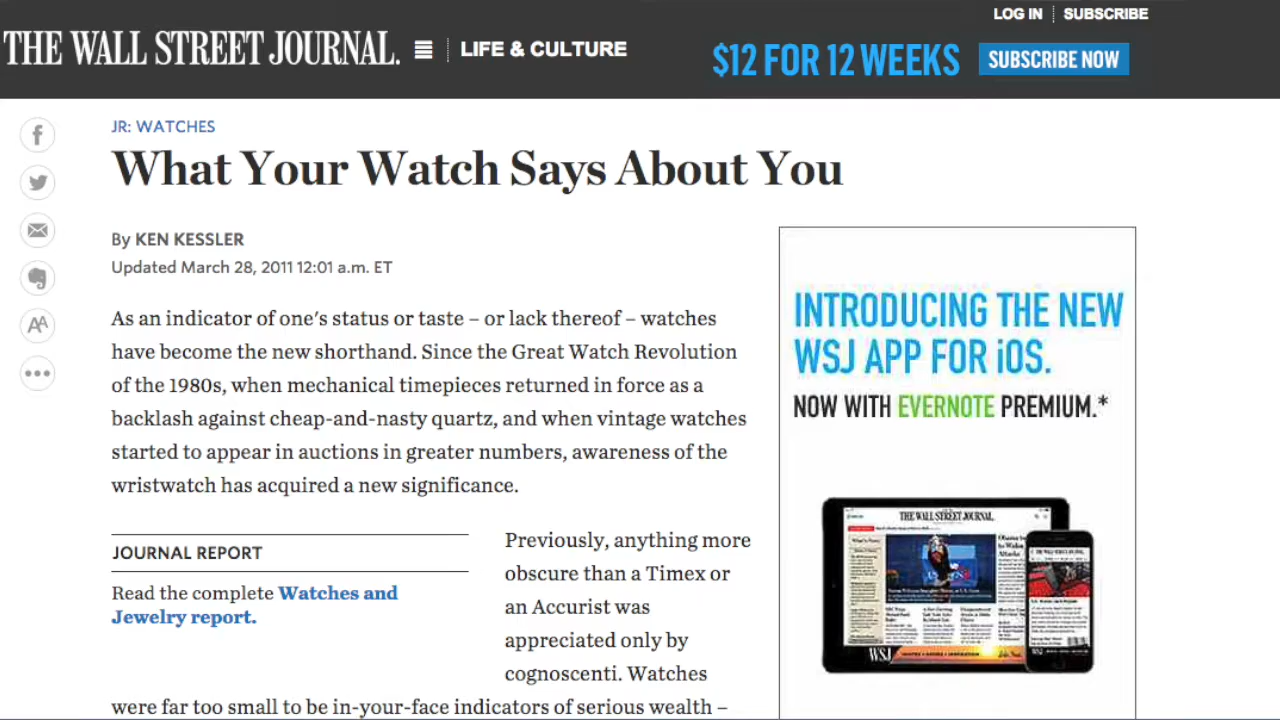 LOG IN SUBSCRIBE
THE WALL STREET JOURNAL. LIFE & CULTURE
$12 FOR 12 WEEKS SUBSCRIBE NOW
JR: WATCHES
What Your Watch Says About You
By KEN KESSLER
Updated March 28, 2011 12:01 a.m. ET
As an indicator of one's status or taste – or lack thereof – watches
have become the new shorthand. Since the Great Watch Revolution
of the 1980s, when mechanical timepieces returned in force as a
backlash against cheap-and-nasty quartz, and when vintage watches
started to appear in auctions in greater numbers, awareness of the
wristwatch has acquired a new significance.
JOURNAL REPORT
Read the complete Watches and
Jewelry report.
Previously, anything more
obscure than a Timex or
an Accurist was
appreciated only by
cognoscenti. Watches
were far too small to be in-your-face indicators of serious wealth –
INTRODUCING THE NEW
WSJ APP FOR iOS.
NOW WITH EVERNOTE PREMIUM.*
THE WALL STREET JOURNAL.
WSJ